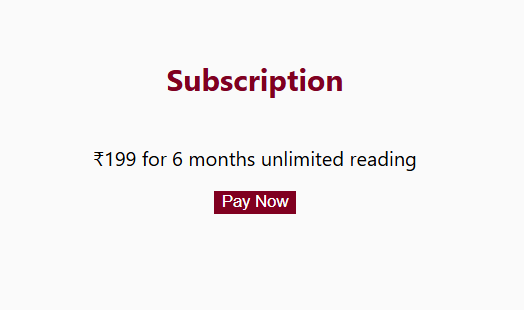 Subscription
₹199 for 6 months unlimited reading
Pay Now